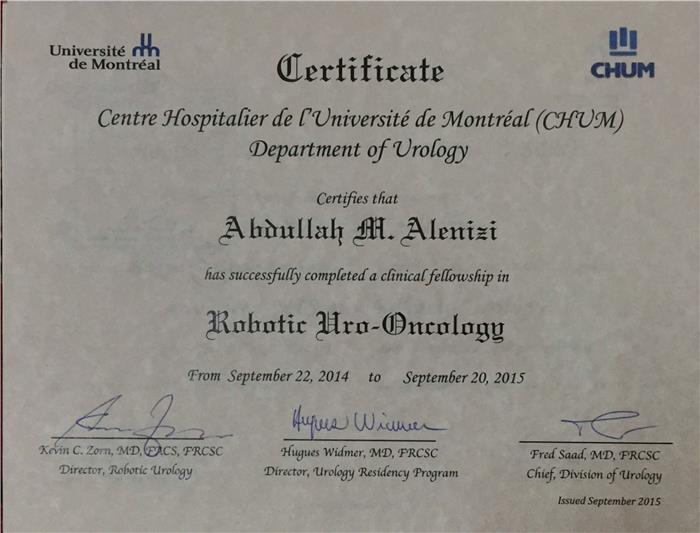 Université
de Montréal
CHUM
Certificate
Centre Hospitalier de l'Université de Montréal (CHUM)
Department of Urology
Certifies that
Abdullah M. Alenizi
has successfully completed a clinical fellowship in
Robotic Uro-Oncology
From September 22, 2014 to September 20, 2015
Hugues Widmer
Kevin C. Zorn, MD, FACS, FRCSC
Director, Robotic Urology
Hugues Widmer, MD, FRCSC
Director, Urology Residency Program
Fred Saad, MD, FRCSC
Chief, Division of Urology
Issued September 2015